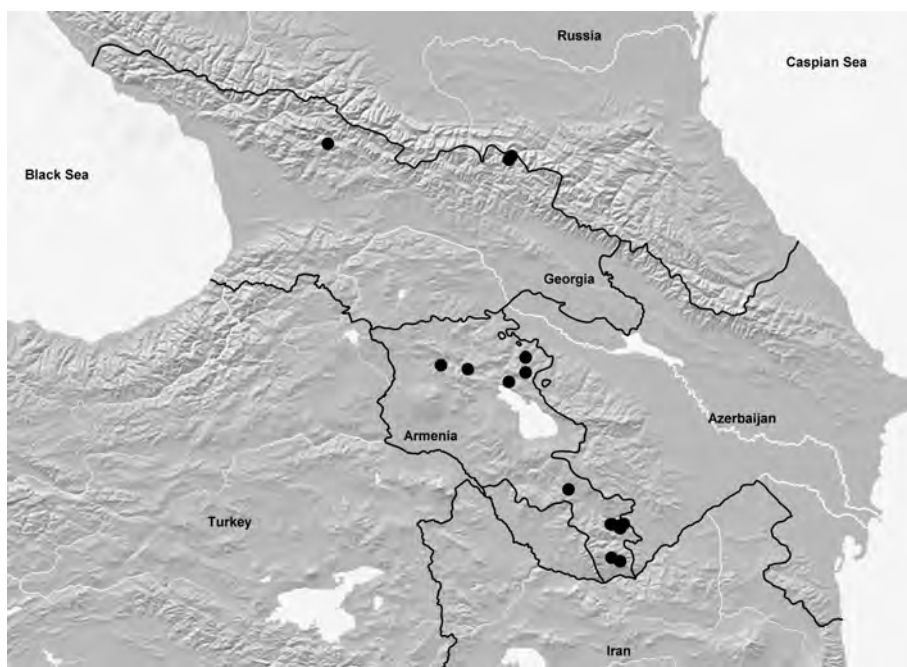 Russia
Caspian Sea
Black Sea
Georgia
Azerbaijan
Armenia
Turkey
Iran